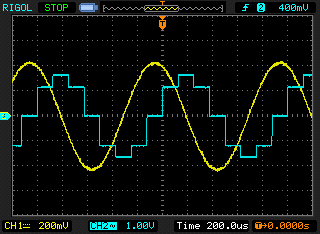 RIGOL STOP T 2 400mV
T
2
CH1 200mV CH2 1.00V Time 200.0us T→0.0000s